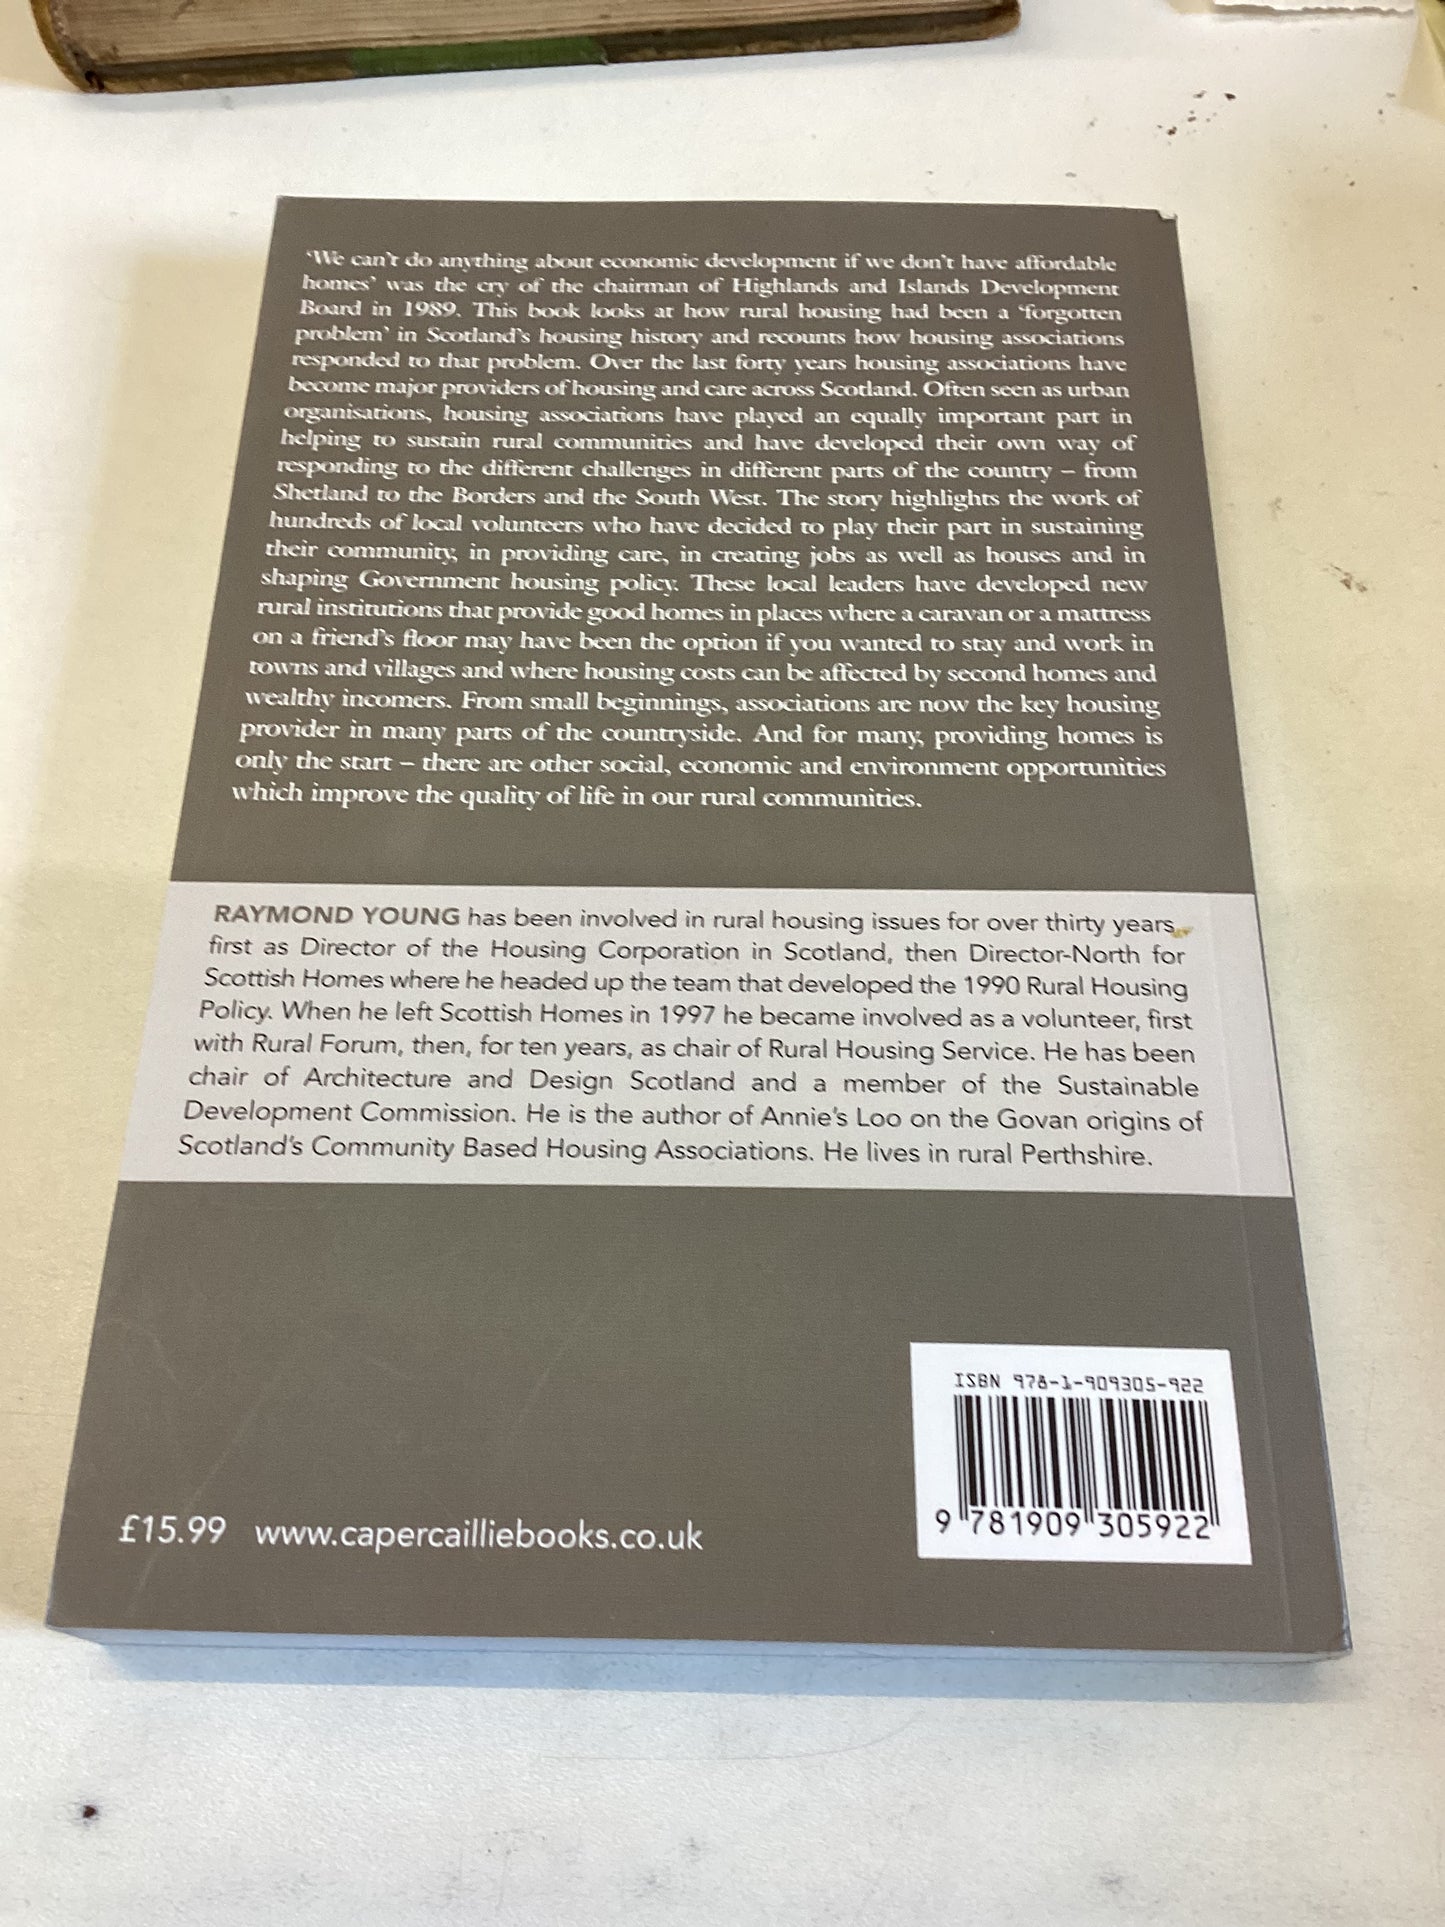 ‘We can’t do anything about economic development if we don’t have affordable
homes’ was the cry of the chairman of Highlands and Islands Development
Board in 1989. This book looks at how rural housing had been a ‘forgotten
problem’ in Scotland’s housing history and recounts how housing associations
responded to that problem. Over the last forty years housing associations have
become major providers of housing and care across Scotland. Often seen as urban
organisations, housing associations have played an equally important part in
helping to sustain rural communities and have developed their own way of
responding to the different challenges in different parts of the country – from
Shetland to the Borders and the South West. The story highlights the work of
hundreds of local volunteers who have decided to play their part in sustaining
their community, in providing care, in creating jobs as well as houses and in
shaping Government housing policy. These local leaders have developed new
rural institutions that provide good homes in places where a caravan or a mattress
on a friend’s floor may have been the option if you wanted to stay and work in
towns and villages and where housing costs can be affected by second homes and
wealthy incomers. From small beginnings, associations are now the key housing
provider in many parts of the countryside. And for many, providing homes is
only the start – there are other social, economic and environment opportunities
which improve the quality of life in our rural communities.
RAYMOND YOUNG has been involved in rural housing issues for over thirty years,
first as Director of the Housing Corporation in Scotland, then Director-North for
Scottish Homes where he headed up the team that developed the 1990 Rural Housing
Policy. When he left Scottish Homes in 1997 he became involved as a volunteer, first
with Rural Forum, then, for ten years, as chair of Rural Housing Service. He has been
chair of Architecture and Design Scotland and a member of the Sustainable
Development Commission. He is the author of Annie’s Loo on the Govan origins of
Scotland’s Community Based Housing Associations. He lives in rural Perthshire.
ISBN 978-1-909305-922
9 781909 305922
£15.99 www.capercailliebooks.co.uk